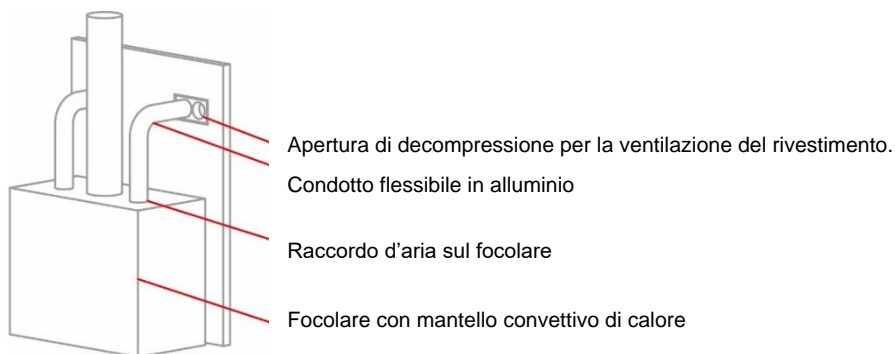 Apertura di decompressione per la ventilazione del rivestimento.
Condotto flessibile in alluminio
Raccordo d’aria sul focolare
Focolare con mantello convettivo di calore